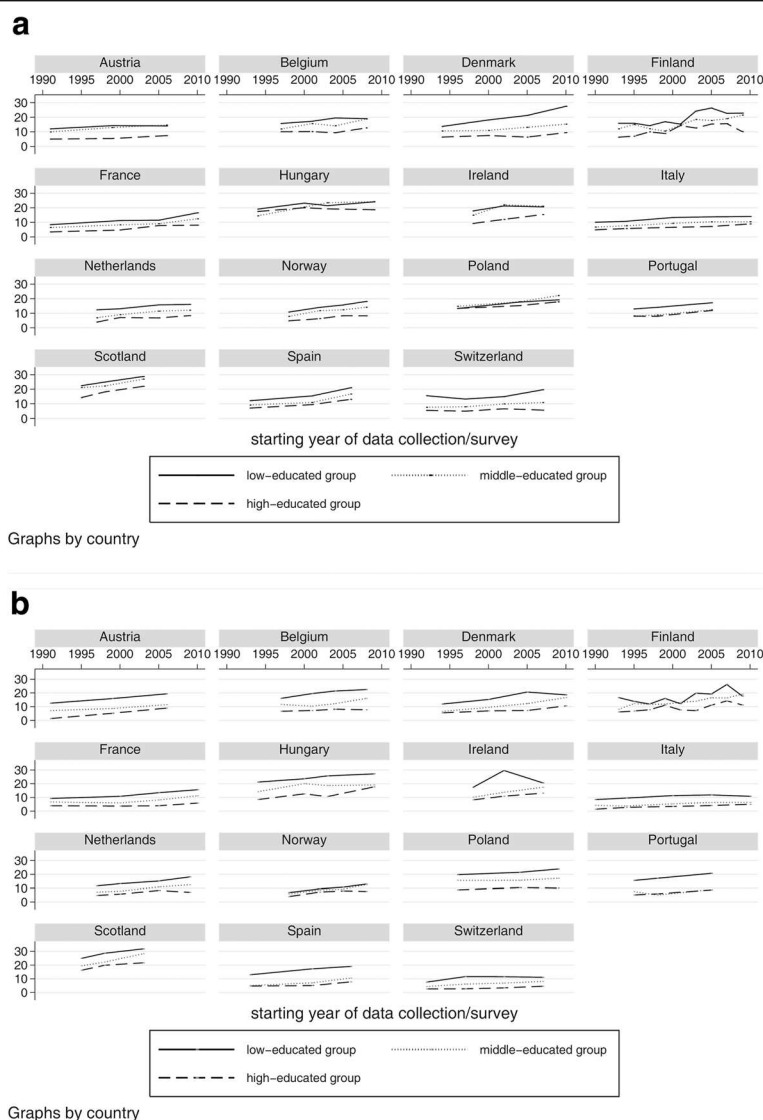 a
Austria Belgium Denmark Finland
1990 1995 2000 2005 2010 1990 1995 2000 2005 2010 1990 1995 2000 2005 2010 1990 1995 2000 2005 2010
30
20
10
0
France Hungary Ireland Italy
30
20
10
0
Netherlands Norway Poland Portugal
30
20
10
0
Scotland Spain Switzerland
30
20
10
0
starting year of data collection/survey
low−educated group middle−educated group
high−educated group
Graphs by country
b
Austria Belgium Denmark Finland
1990 1995 2000 2005 2010 1990 1995 2000 2005 2010 1990 1995 2000 2005 2010 1990 1995 2000 2005 2010
30
20
10
0
France Hungary Ireland Italy
30
20
10
0
Netherlands Norway Poland Portugal
30
20
10
0
Scotland Spain Switzerland
30
20
10
0
starting year of data collection/survey
low−educated group middle−educated group
high−educated group
Graphs by country